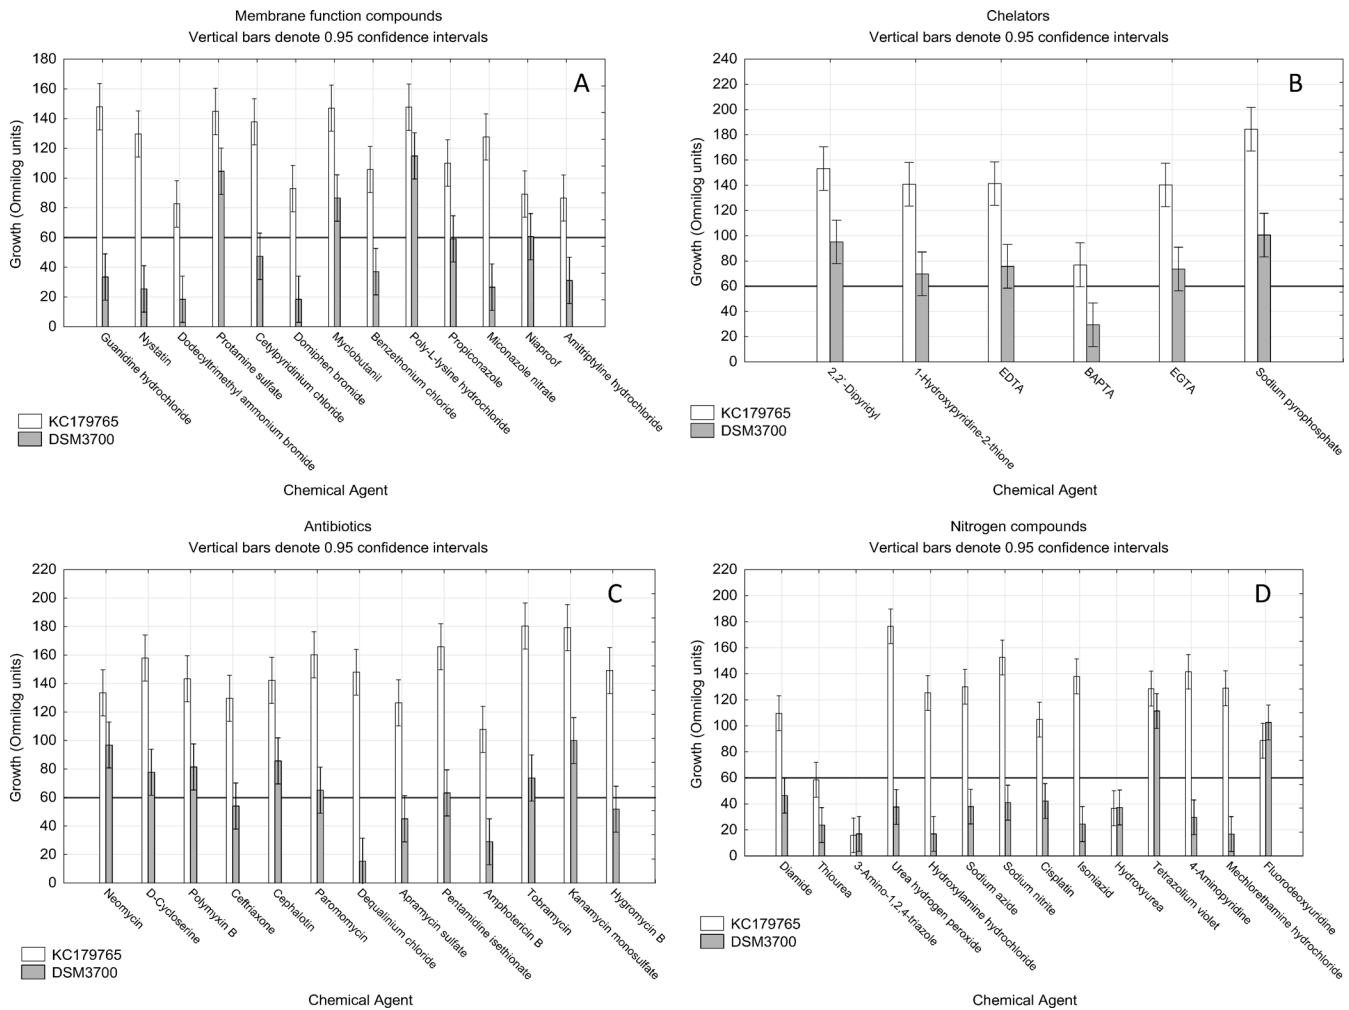 Membrane function compounds
Vertical bars denote 0.95 confidence intervals
A
Growth (Omnilog units)
180
160
140
120
100
80
60
40
20
0
Guanidine hydrochloride
Nystatin
Dodecyltrimethyl ammonium bromide
Protamine sulfate
Cetylpyridinium chloride
Domiphen bromide
Myclobutanil
Benzethonium chloride
Poly-L-lysine hydrochloride
Propiconazole
Miconazole nitrate
Niaproof
Amitriptyline hydrochloride
KC179765
DSM3700
Chemical Agent
Chelators
Vertical bars denote 0.95 confidence intervals
B
Growth (Omnilog units)
240
220
200
180
160
140
120
100
80
60
40
20
0
2,2`-Dipyridyl
1-Hydroxypyridine-2-thione
EDTA
BAPTA
EGTA
Sodium pyrophosphate
KC179765
DSM3700
Chemical Agent
Antibiotics
Vertical bars denote 0.95 confidence intervals
C
Growth (Omnilog units)
220
200
180
160
140
120
100
80
60
40
20
0
Neomycin
D-Cycloserine
Polymyxin B
Ceftriaxone
Cephalotin
Paromomycin
Dequalinium chloride
Apramycin sulfate
Pentamidine isethionate
Amphotericin B
Tobramycin
Kanamycin monosulfate
Hygromycin B
KC179765
DSM3700
Chemical Agent
Nitrogen compounds
Vertical bars denote 0.95 confidence intervals
D
Growth (Omnilog units)
220
200
180
160
140
120
100
80
60
40
20
0
Diamide
Thiourea
3-Amino-1,2,4-triazole
Urea hydrogen peroxide
Hydroxylamine hydrochloride
Sodium azide
Sodium nitrite
Cisplatin
Isoniazid
Hydroxyurea
Tetrazolium violet
4-Aminopyridine
Mechlorethamine hydrochloride
Fluorodeoxyuridine
KC179765
DSM3700
Chemical Agent